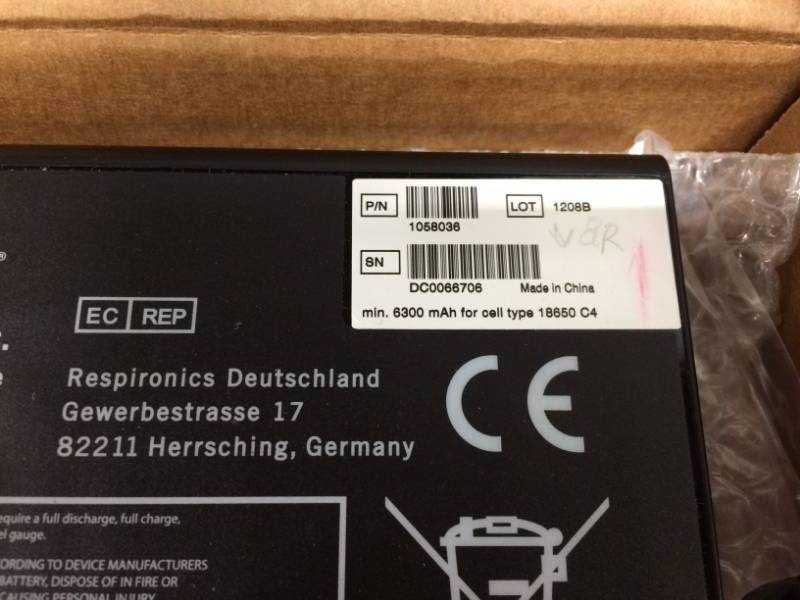 P/N
1058036
LOT 1208B
SN
DC0066706 Made in China
min. 6300 mAh for cell type 18650 C4
®
EC REP
Respironics Deutschland
Gewerbestrasse 17
82211 Herrsching, Germany
CE
equire a full discharge, full charge,
el gauge.
ORDING TO DEVICE MANUFACTURERS
BATTERY, DISPOSE OF IN FIRE OR
CAUSING PERSONAL INJURY